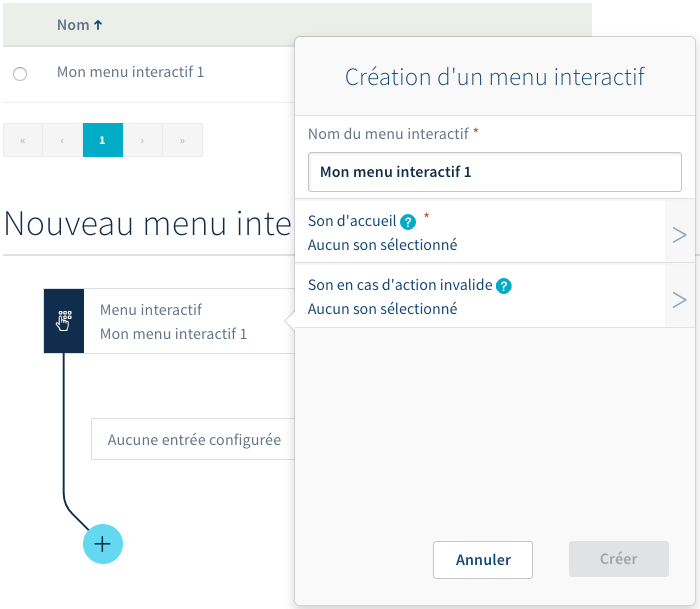 Nom ↑
Mon menu interactif 1
« ‹ 1 › »
Nouveau menu inte
Menu interactif
Mon menu interactif 1
Aucune entrée configurée
+
Création d'un menu interactif
Nom du menu interactif *
Mon menu interactif 1
Son d'accueil ? *
Aucun son sélectionné
>
Son en cas d'action invalide ?
Aucun son sélectionné
>
Annuler
Créer